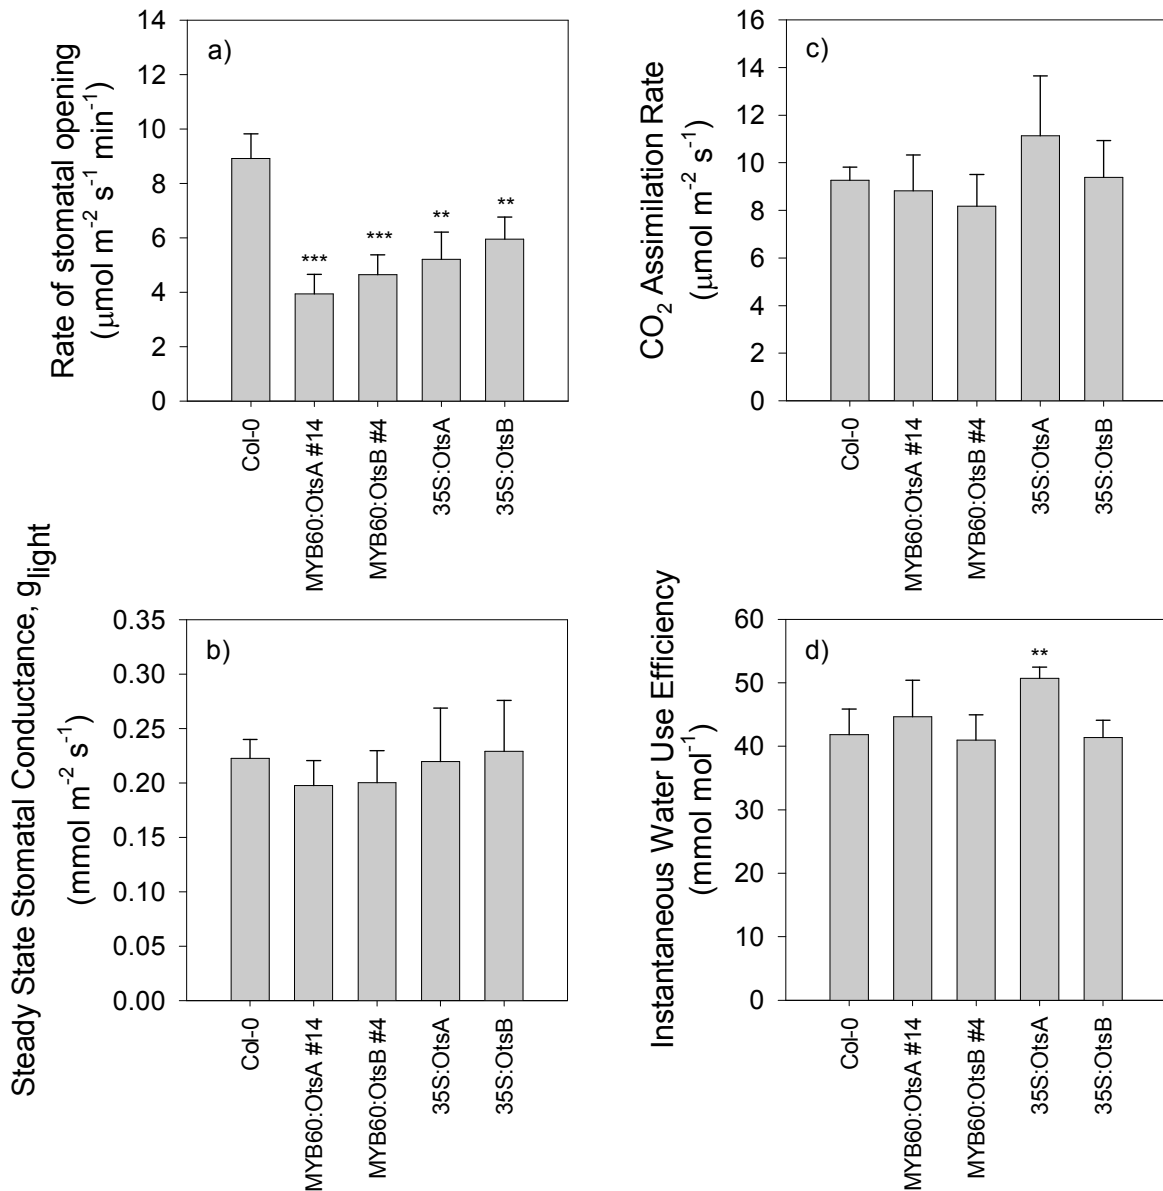 a)
Rate of stomatal opening
(μmol m⁻² s⁻¹ min⁻¹)
14
12
10
8
6
4
2
0
***
***
**
**
Col-0
MYB60:OtsA #14
MYB60:OtsB #4
35S:OtsA
35S:OtsB
c)
CO₂ Assimilation Rate
(μmol m⁻² s⁻¹)
16
14
12
10
8
6
4
2
0
Col-0
MYB60:OtsA #14
MYB60:OtsB #4
35S:OtsA
35S:OtsB
b)
Steady State Stomatal Conductance, g_light
(mmol m⁻² s⁻¹)
0.35
0.30
0.25
0.20
0.15
0.10
0.05
0.00
Col-0
MYB60:OtsA #14
MYB60:OtsB #4
35S:OtsA
35S:OtsB
d)
Instantaneous Water Use Efficiency
(mmol mol⁻¹)
60
50
40
30
20
10
0
**
Col-0
MYB60:OtsA #14
MYB60:OtsB #4
35S:OtsA
35S:OtsB